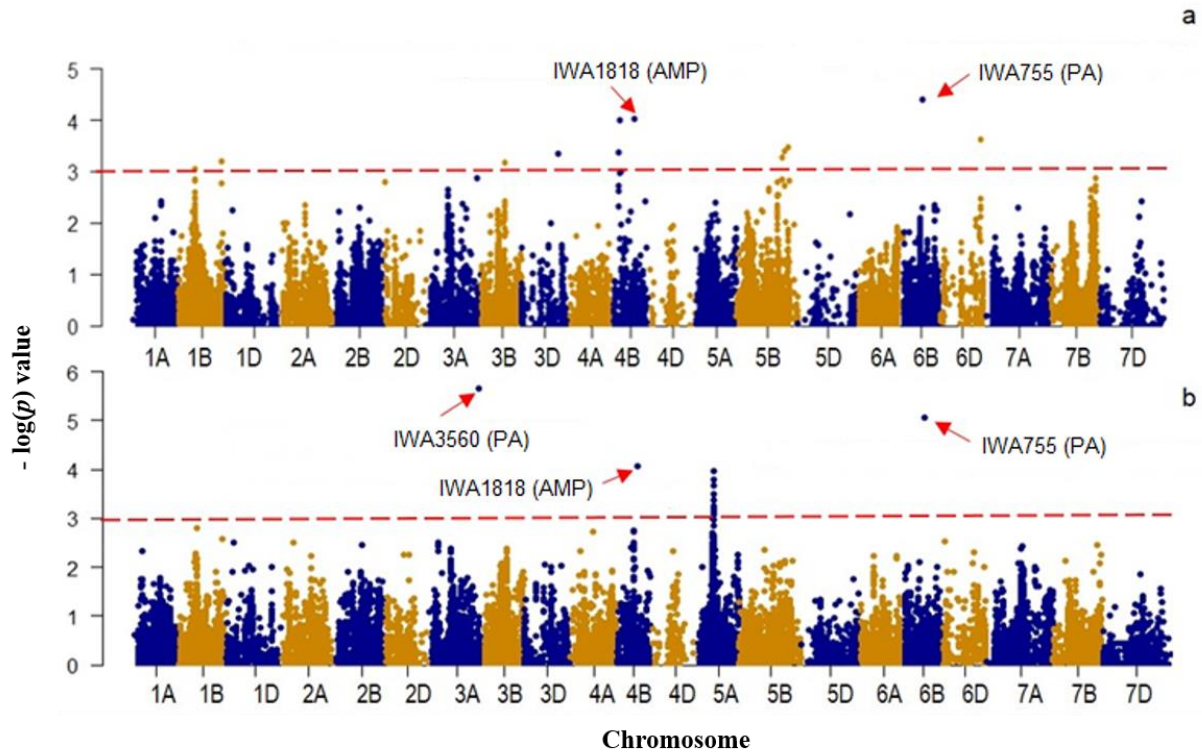 a
5
IWA1818 (AMP)
IWA755 (PA)
4
3
2
1
0
1A 1B 1D 2A 2B 2D 3A 3B 3D 4A 4B 4D 5A 5B 5D 6A 6B 6D 7A 7B 7D
- log(p) value
b
6
5
IWA3560 (PA)
IWA755 (PA)
4
IWA1818 (AMP)
3
2
1
0
1A 1B 1D 2A 2B 2D 3A 3B 3D 4A 4B 4D 5A 5B 5D 6A 6B 6D 7A 7B 7D
Chromosome